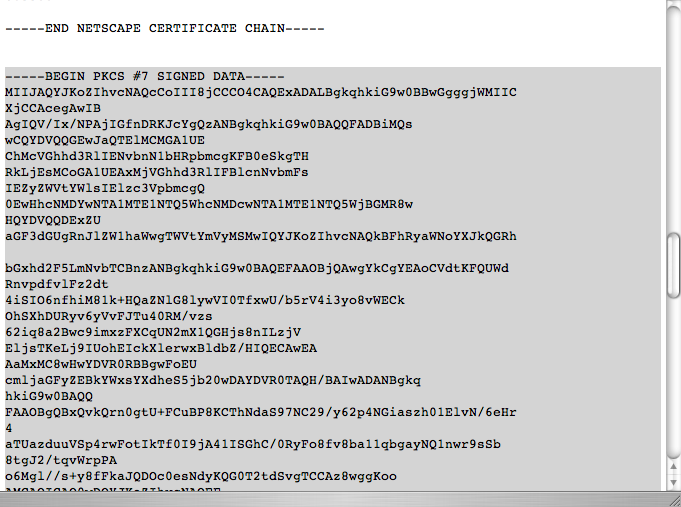 -----END NETSCAPE CERTIFICATE CHAIN-----
-----BEGIN PKCS #7 SIGNED DATA-----
MIIJAQYJKoZIhvcNAQcCoIII8jCCCO4CAQExADALBgkqhkiG9w0BBwGgggjWMIIC
XjCCAcegAwIB
AgIQV/Ix/NPAjIGfnDRKJcYgQzANBgkqhkiG9w0BAQQFADBiMQs
wCQYDVQQGEwJaQTElMCMGA1UE
ChMcVGhhd3RlIENvbnN1bHRpbmcgKFB0eSkgTH
RkLjEsMCoGA1UEAxMjVGhhd3RlIFBlcnNvbmFs
IEZyZWVtYWlsIElzc3VpbmcgQ
0EwHhcNMDYwNTA1MTE1NTQ5WhcNMDcwNTA1MTE1NTQ5WjBGMR8w
HQYDVQQDExZU
aGF3dGUgRnJlZW1haWwgTWVtYmVyMSMwIQYJKoZIhvcNAQkBFhRyaWNoYXJkQGRh
bGxhd2F5LmNvbTCBnzANBgkqhkiG9w0BAQEFAAOBjQAwgYkCgYEAoCVdtKFQUWd
RnvpdfvlFz2dt
4iSIO6nfhiM81k+HQaZNlG8lywVI0TfxwU/b5rV4i3yo8vWECk
OhSXhDURyv6yVvFJTu40RM/vzs
62iq8a2Bwc9imxzFXCqUN2mX1QGHjs8nILzjV
EljsTKeLj9IUohEIckXlerwxBldbZ/HIQECAwEA
AaMxMC8wHwYDVR0RBBgwFoEU
cmljaGFyZEBkYWxsYXdheS5jb20wDAYDVR0TAQH/BAIwADANBgkq
hkiG9w0BAQQ
FAAOBgQBxQvkQrn0gtU+FCuBP8KCThNdaS97NC29/y62p4NGiaszh01ElvN/6eHr
4
aTUazduuVSp4rwFotIkTf0I9jA41ISGhC/0RyFo8fv8ba11qbgayNQ1nwr9sSb
8tgJ2/tqvWrpPA
o6Mgl//s+y8fFkaJQDOc0esNdyKQG0T2tdSvgTCCAz8wggKoo